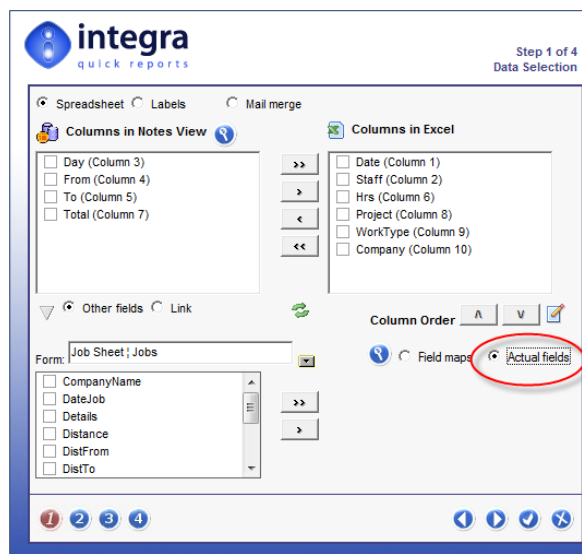 integra
quick reports
Step 1 of 4
Data Selection
Spreadsheet Labels Mail merge
Columns in Notes View
Columns in Excel
Day (Column 3)
From (Column 4)
To (Column 5)
Total (Column 7)
>>
>
<
<<
Date (Column 1)
Staff (Column 2)
Hrs (Column 6)
Project (Column 8)
WorkType (Column 9)
Company (Column 10)
Other fields Link
Column Order
Form: Job Sheet ¦ Jobs
Field maps Actual fields
CompanyName
DateJob
Details
Distance
DistFrom
DistTo
>>
>
1 2 3 4